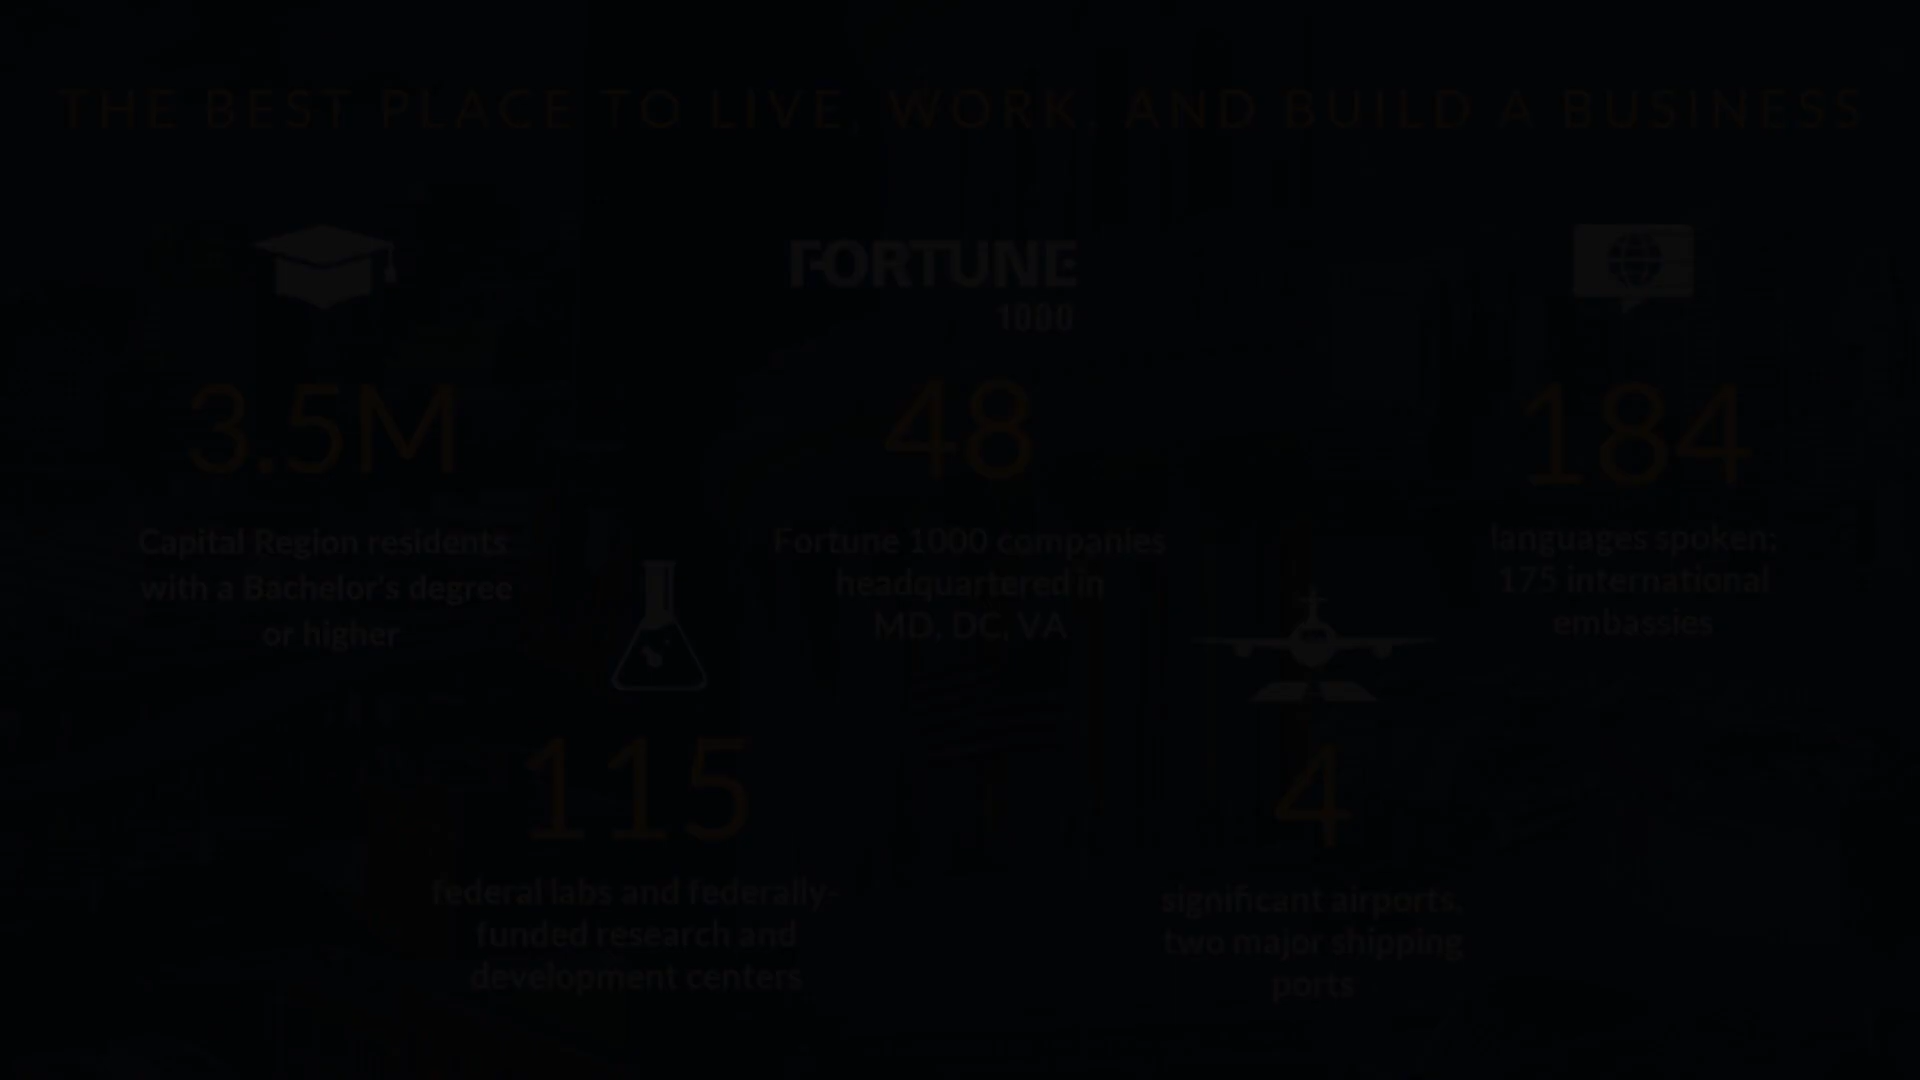 THE BEST PLACE TO LIVE, WORK, AND BUILD A BUSINESS
3.5M
Capital Region residents
with a Bachelor's degree
or higher
FORTUNE
1000
48
Fortune 1000 companies
headquartered in
MD, DC, VA
184
languages spoken;
175 international
embassies
115
federal labs and federally-
funded research and
development centers
4
significant airports,
two major shipping
ports